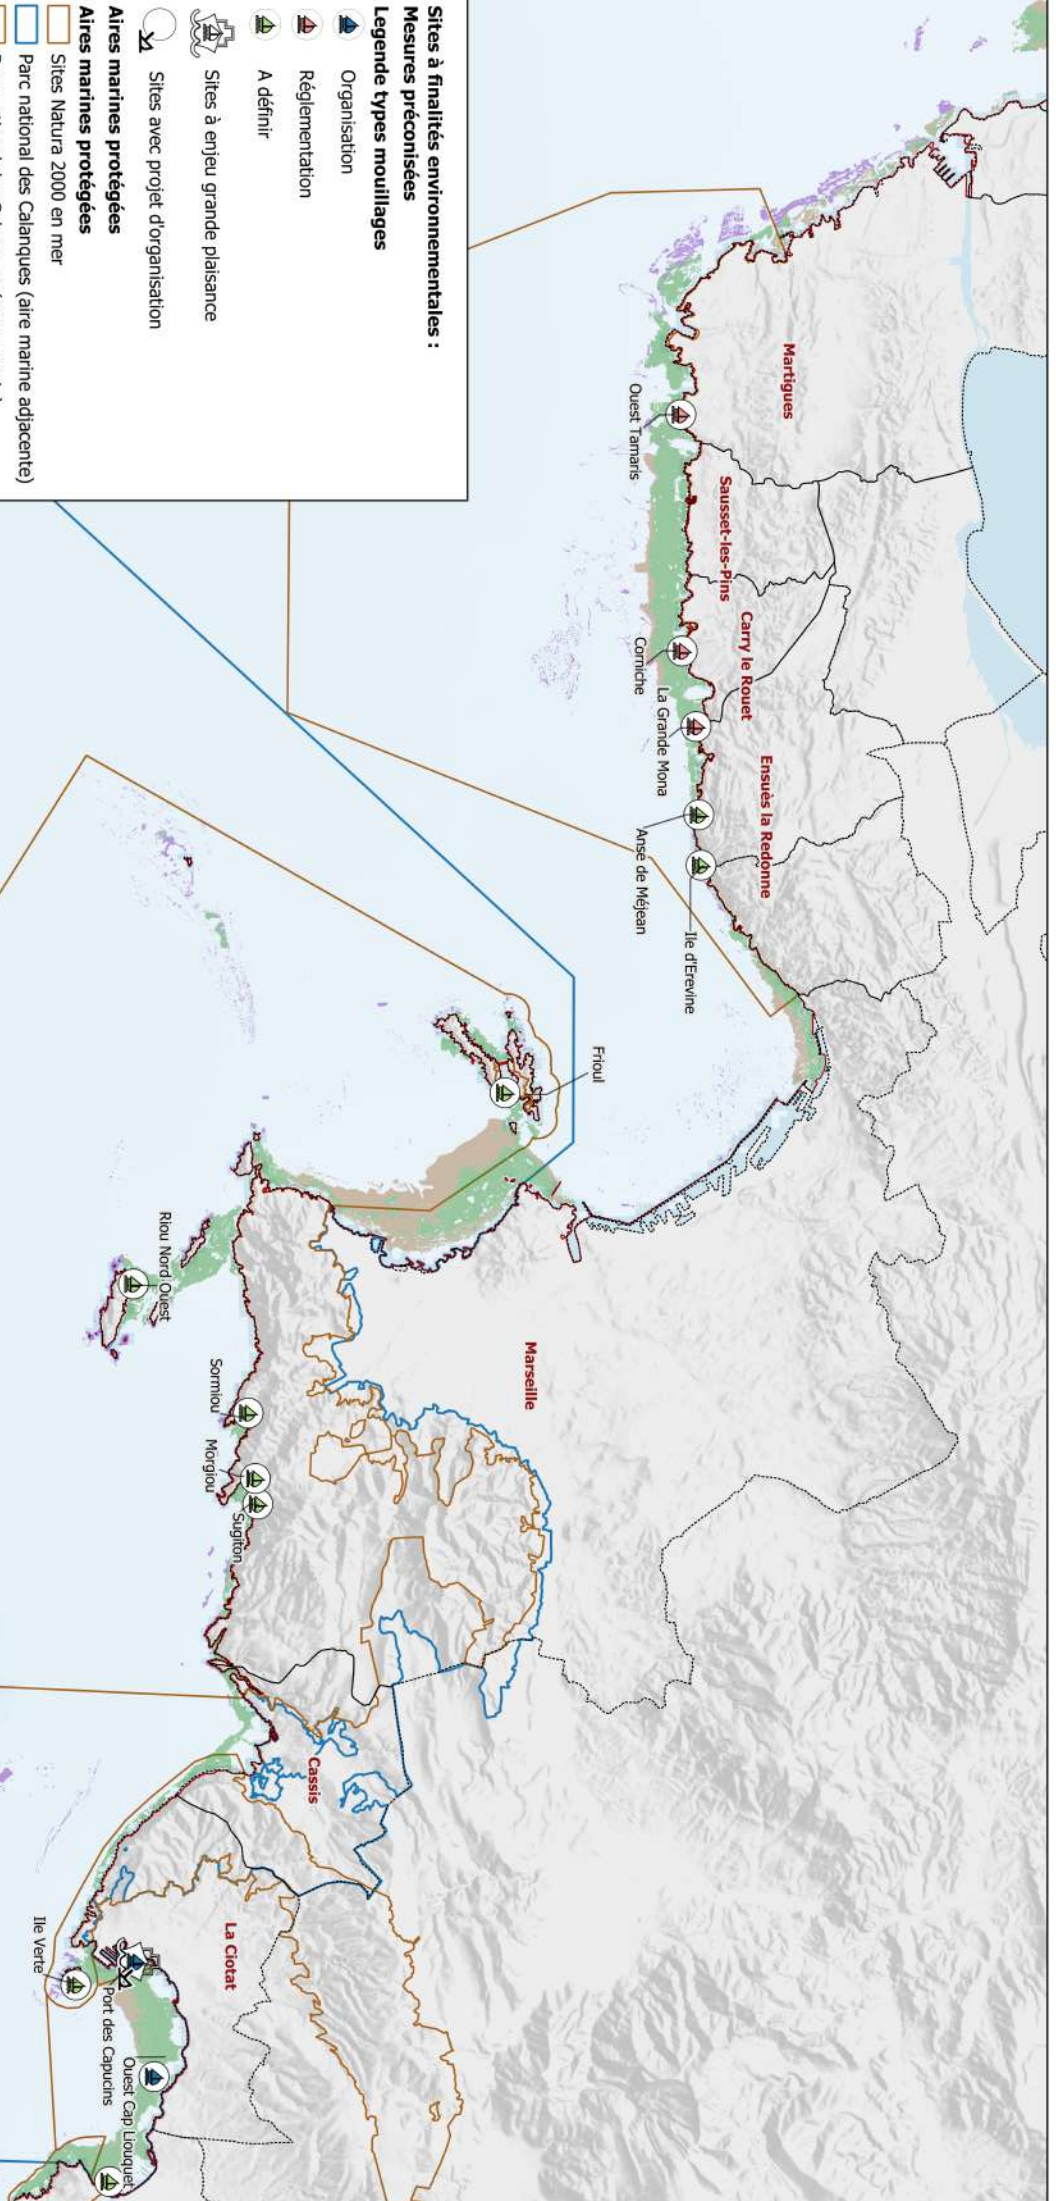 Sites à finalités environnementales :
Mesures préconisées
Legende types mouillages
Organisation
Réglementation
A définir
Sites à enjeu grande plaisance
Sites avec projet d'organisation
Aires marines protégées
Aires marines protégées
Sites Natura 2000 en mer
Parc national des Calanques (aire marine adjacente)
Martigues
Ouest Tamaris
Sausset-les-Pins
Carry le Rouet
Corniche
La Grande Mona
Ensuès la Redonne
Anse de Méjean
Ile d'Erevine
Frioul
Marseille
Riou Nord Ouest
Sormiou
Morgiou
Sugiton
Cassis
La Ciotat
Ile Verte
Port des Capucins
Ouest Cap Liouquet